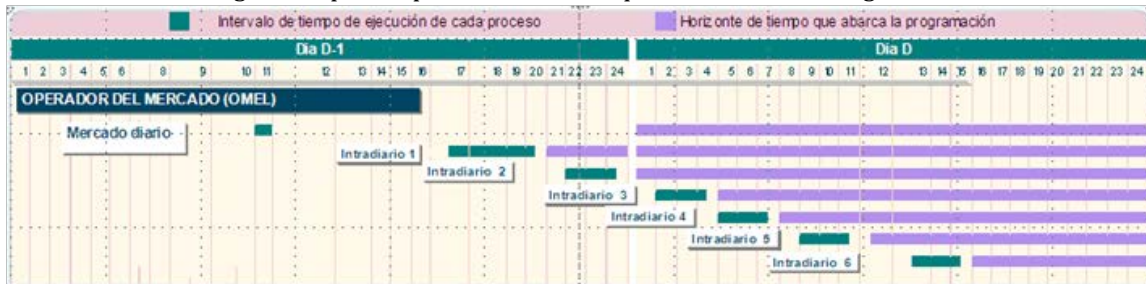 Intervalo de tiempo de ejecución de cada proceso Horizonte de tiempo que abarca la programación
Dia D-1 Dia D
1 2 3 4 5 6 8 9 10 11 12 13 14 15 16 17 18 19 20 21 22 23 24 1 2 3 4 5 6 7 8 9 10 11 12 13 14 15 16 17 18 19 20 21 22 23 24
OPERADOR DEL MERCADO (OMEL)
Mercado diario
Intradiario 1
Intradiario 2
Intradiario 3
Intradiario 4
Intradiario 5
Intradiario 6